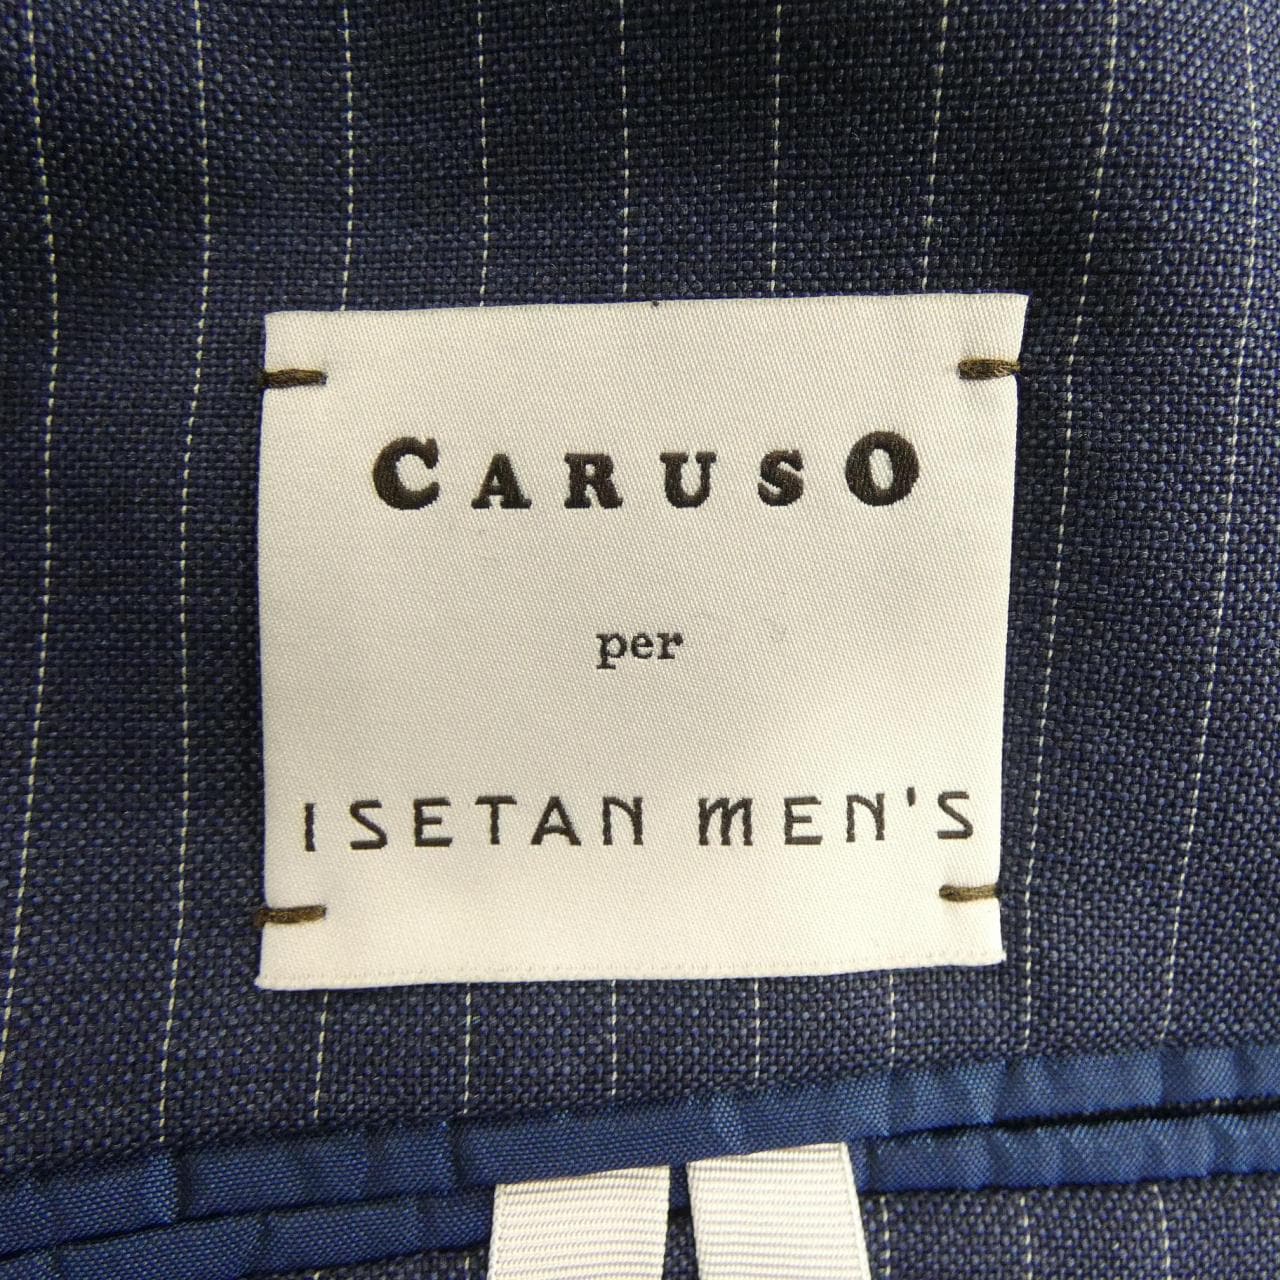 CARUSO
per
ISETAN MEN'S